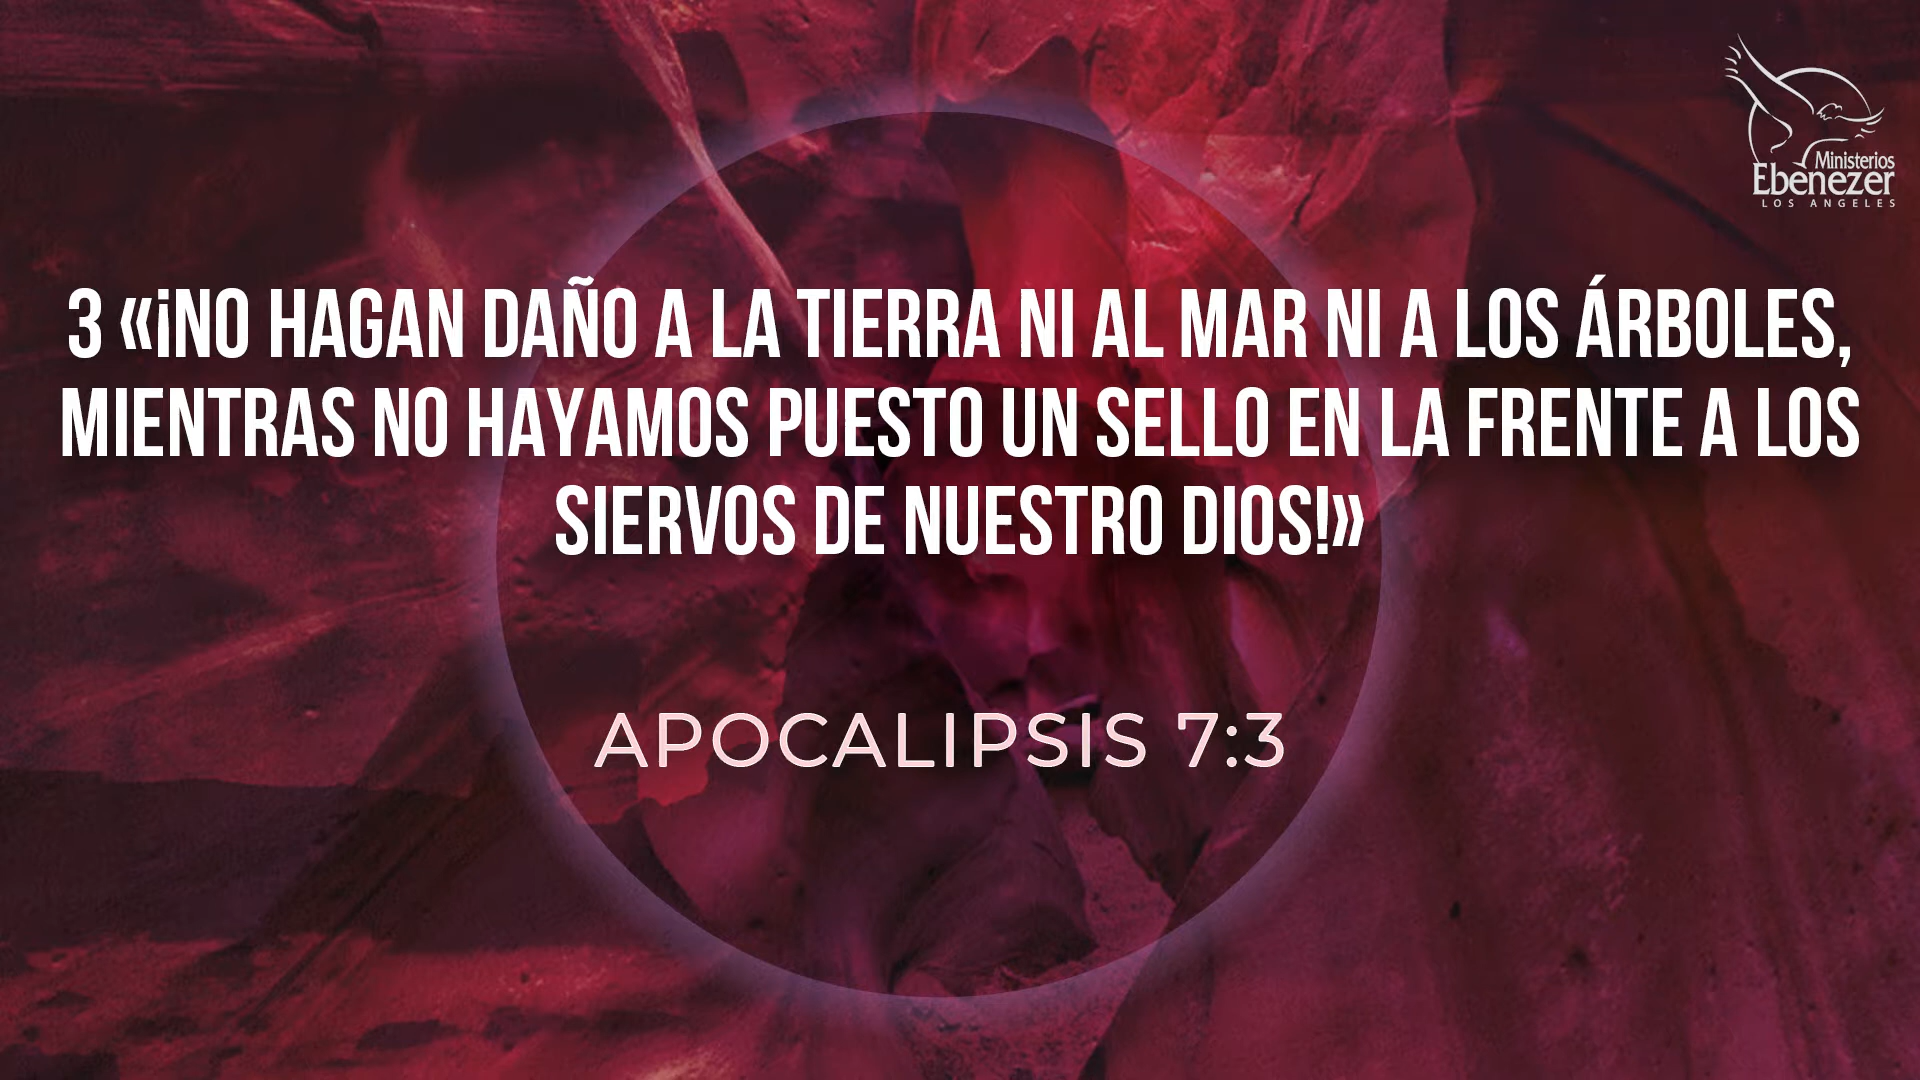 Ministerios
Ebenezer
LOS ANGELES
3 «¡NO HAGAN DAÑO A LA TIERRA NI AL MAR NI A LOS ÁRBOLES,
MIENTRAS NO HAYAMOS PUESTO UN SELLO EN LA FRENTE A LOS
SIERVOS DE NUESTRO DIOS!»
APOCALIPSIS 7:3